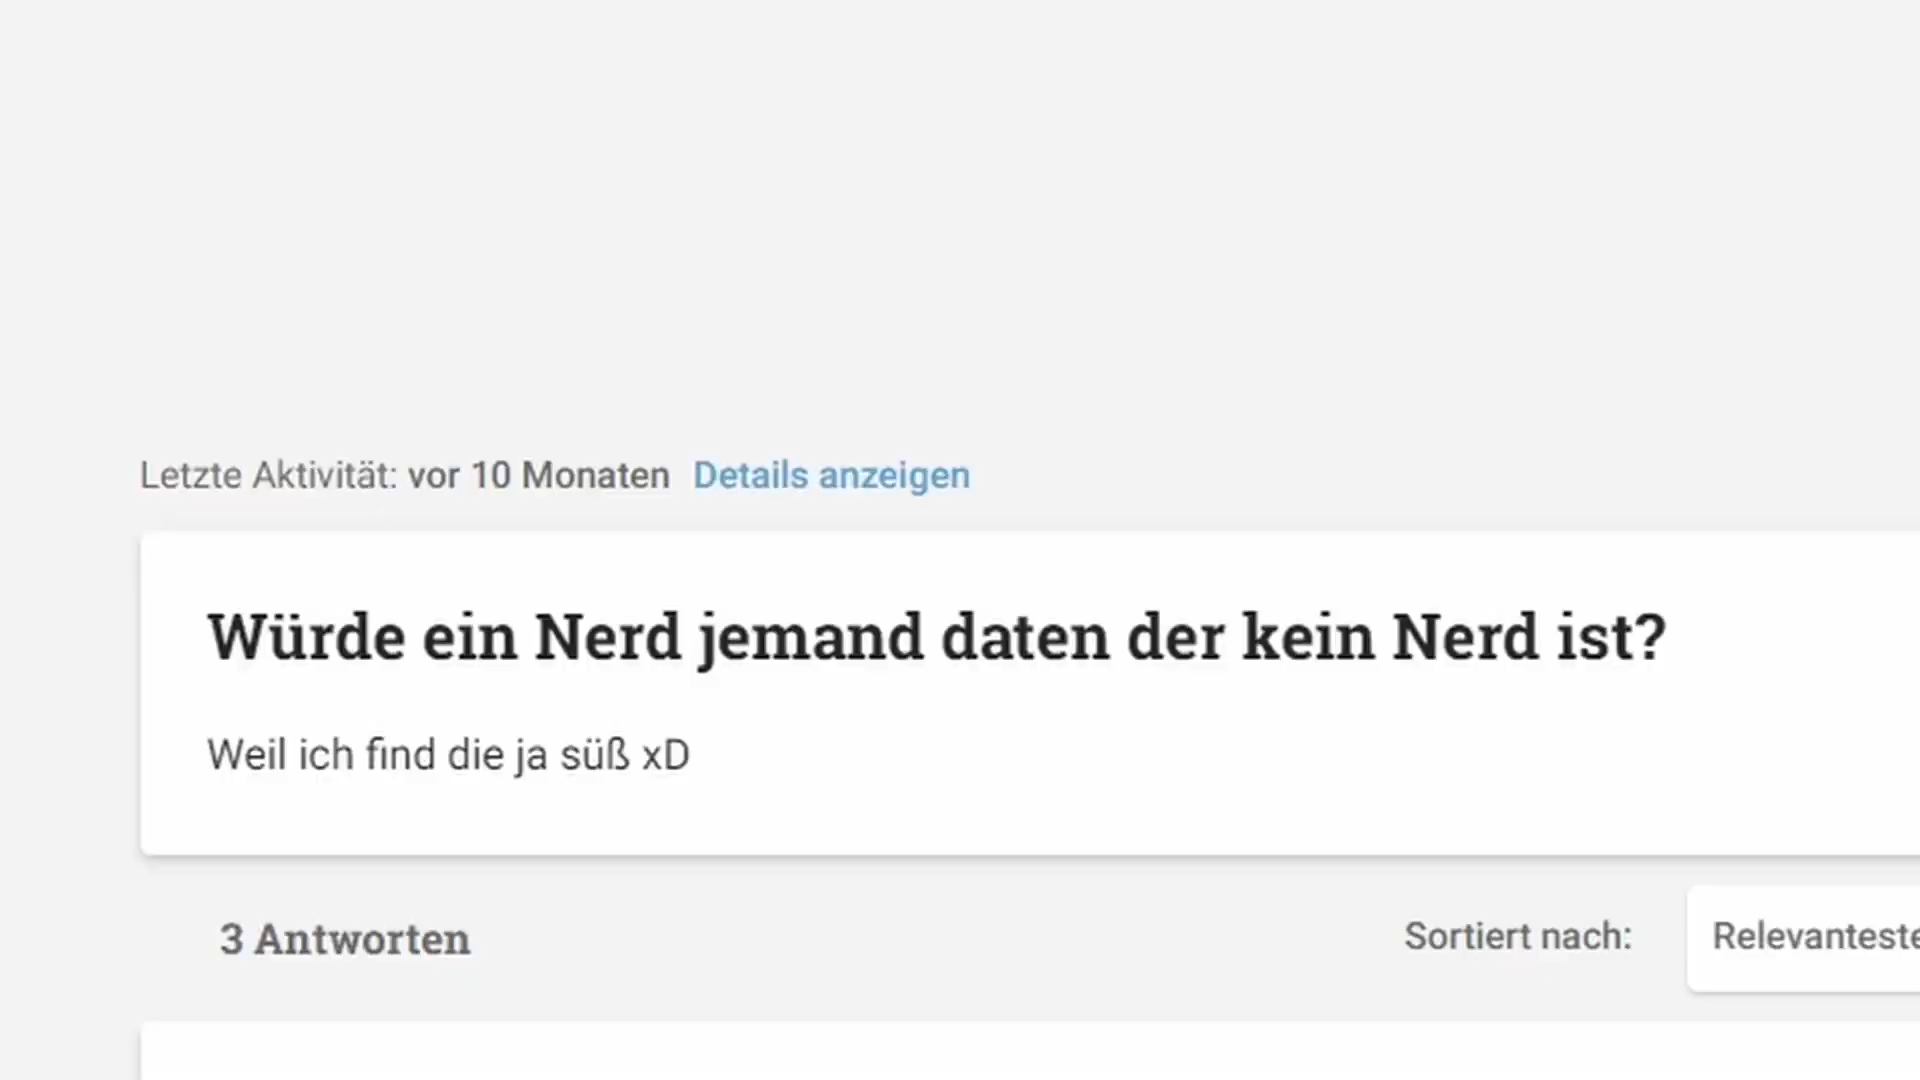 Letzte Aktivität: vor 10 Monaten Details anzeigen
Würde ein Nerd jemand daten der kein Nerd ist?
Weil ich find die ja süß xD
3 Antworten
Sortiert nach: Relevanteste